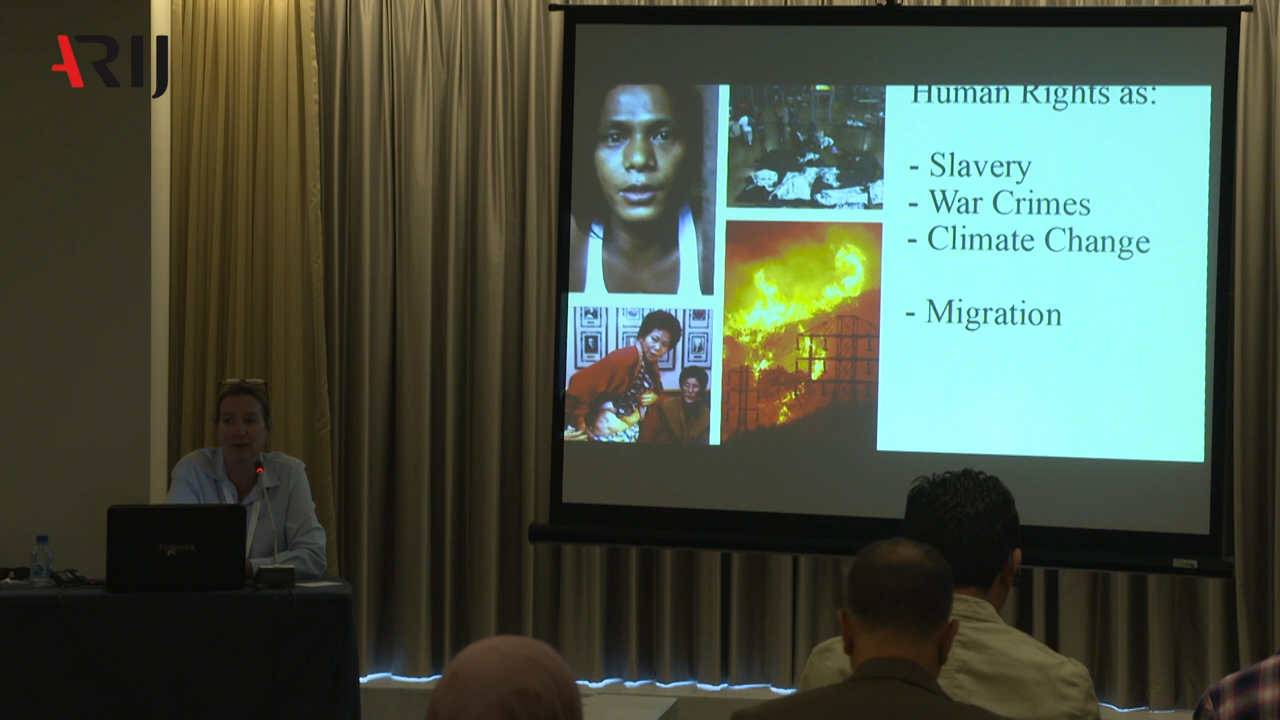 ARIJ
Human Rights as:
- Slavery
- War Crimes
- Climate Change
- Migration
TOSHIBA